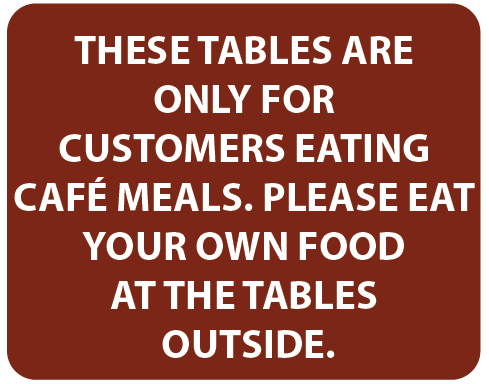 THESE TABLES ARE
ONLY FOR
CUSTOMERS EATING
CAFÉ MEALS. PLEASE EAT
YOUR OWN FOOD
AT THE TABLES
OUTSIDE.